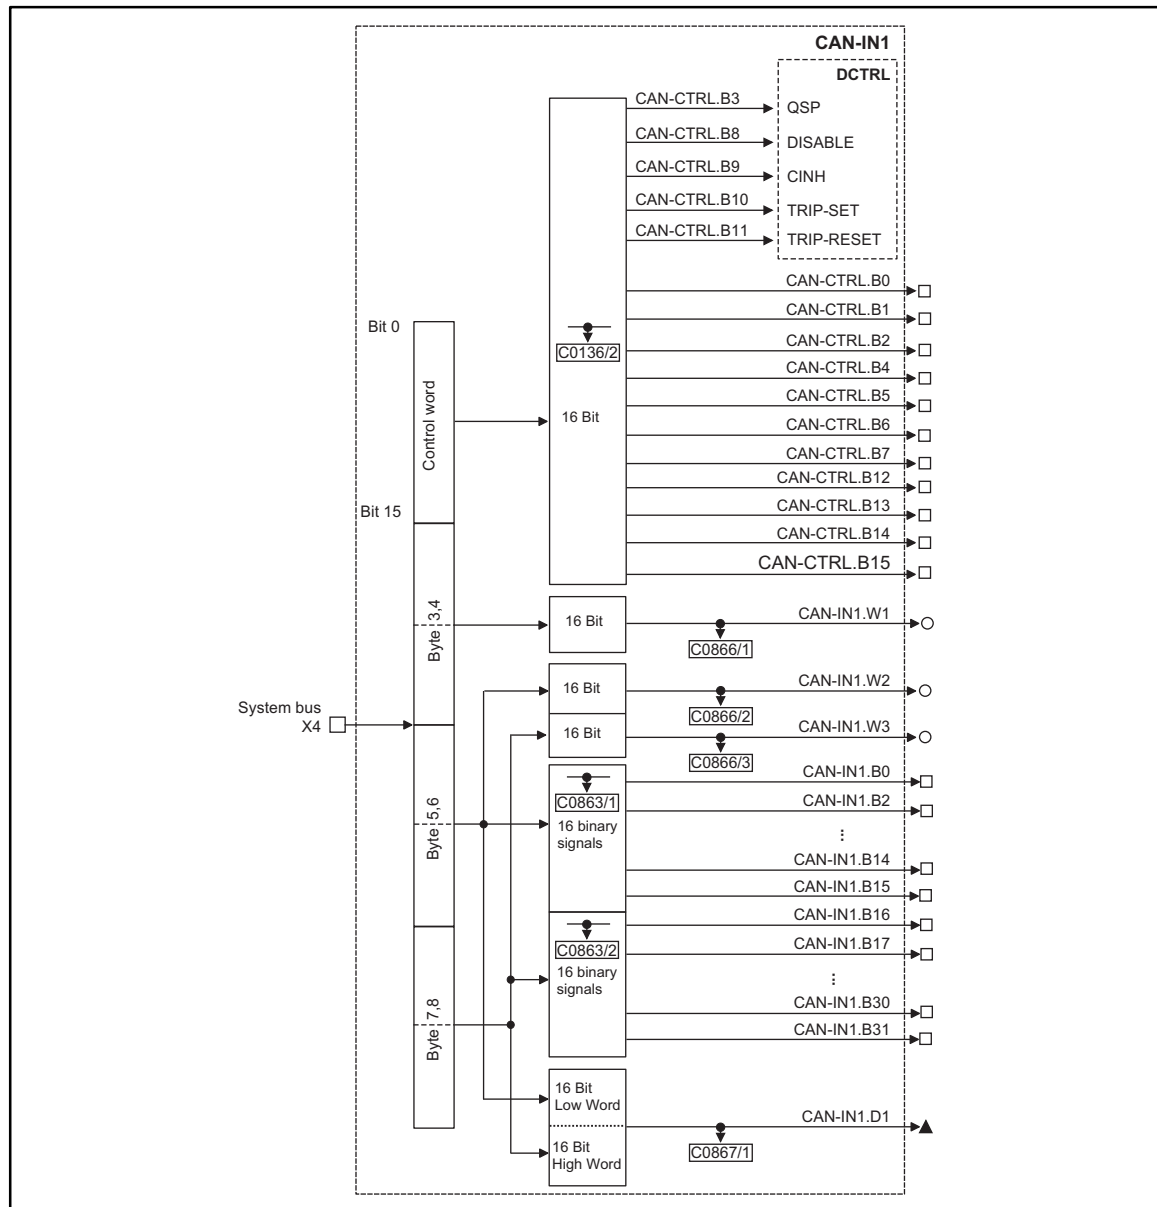 CAN-IN1
DCTRL
CAN-CTRL.B3
QSP
CAN-CTRL.B8
DISABLE
CAN-CTRL.B9
CINH
CAN-CTRL.B10
TRIP-SET
CAN-CTRL.B11
TRIP-RESET
CAN-CTRL.B0
CAN-CTRL.B1
Bit 0
C0136/2
CAN-CTRL.B2
CAN-CTRL.B4
CAN-CTRL.B5
Control word
16 Bit
CAN-CTRL.B6
CAN-CTRL.B7
CAN-CTRL.B12
CAN-CTRL.B13
Bit 15
CAN-CTRL.B14
CAN-CTRL.B15
Byte 3,4
16 Bit
CAN-IN1.W1
C0866/1
16 Bit
CAN-IN1.W2
C0866/2
System bus
X4
16 Bit
CAN-IN1.W3
C0866/3
CAN-IN1.B0
C0863/1
CAN-IN1.B2
Byte 5,6
16 binary
signals
...
CAN-IN1.B14
CAN-IN1.B15
CAN-IN1.B16
C0863/2
CAN-IN1.B17
16 binary
signals
...
Byte 7,8
CAN-IN1.B30
CAN-IN1.B31
16 Bit
Low Word
CAN-IN1.D1
16 Bit
High Word
C0867/1